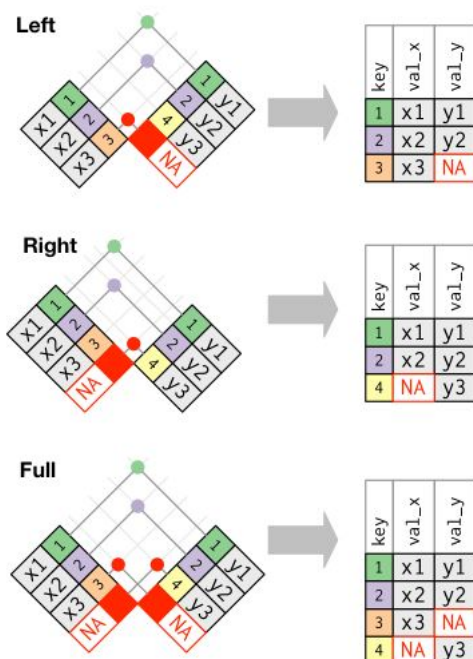 Left
1 x1
2 x2
3 x3
1 y1
2 y2
4 y3
NA
key val_x val_y
1 x1 y1
2 x2 y2
3 x3 NA
Right
1 x1
2 x2
3 x3
NA
1 y1
2 y2
4 y3
key val_x val_y
1 x1 y1
2 x2 y2
4 NA y3
Full
1 x1
2 x2
3 x3
NA
1 y1
2 y2
4 y3
NA
key val_x val_y
1 x1 y1
2 x2 y2
3 x3 NA
4 NA y3